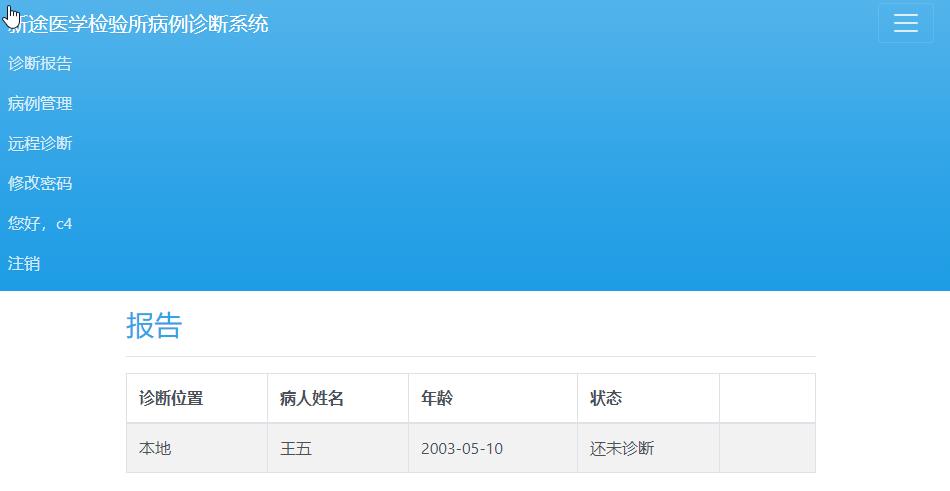 新途医学检验所病例诊断系统
诊断报告
病例管理
远程诊断
修改密码
您好，c4
注销
报告
诊断位置 病人姓名 年龄 状态
本地 王五 2003-05-10 还未诊断